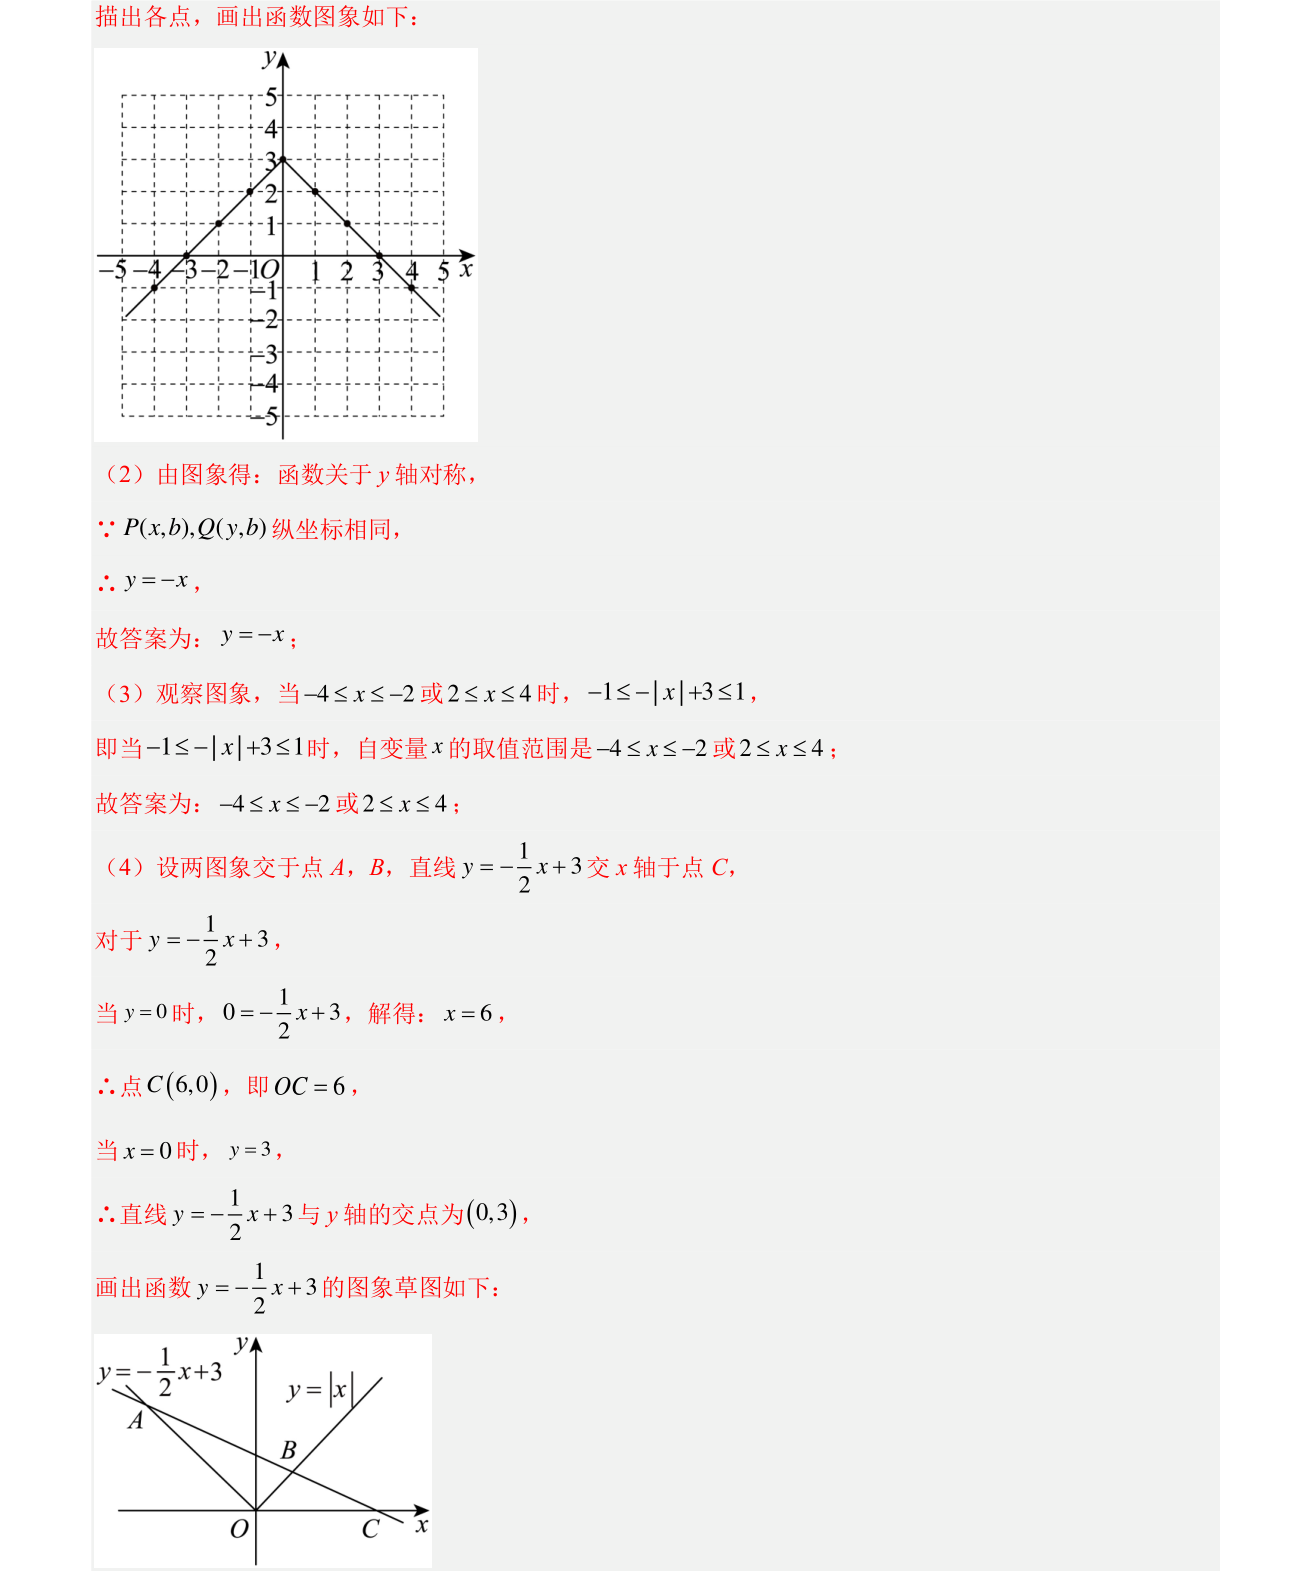 描出各点，画出函数图象如下：
y
5
4
3
2
1
–5 –4 –3 –2 –1 O 1 2 3 4 5 x
–1
–2
–3
–4
–5
（2）由图象得：函数关于 y 轴对称，
∵ P(x,b),Q(y,b) 纵坐标相同，
∴ y = −x ，
故答案为： y = −x ；
（3）观察图象，当 −4 ≤ x ≤ −2 或 2 ≤ x ≤ 4 时， −1 ≤ −|x|+3 ≤ 1 ，
即当 −1 ≤ −|x|+3 ≤ 1 时，自变量 x 的取值范围是 −4 ≤ x ≤ −2 或 2 ≤ x ≤ 4 ；
故答案为： −4 ≤ x ≤ −2 或 2 ≤ x ≤ 4 ；
（4）设两图象交于点 A，B，直线 y = −1/2 x + 3 交 x 轴于点 C，
对于 y = −1/2 x + 3 ，
当 y = 0 时， 0 = −1/2 x + 3 ，解得： x = 6 ，
∴点 C(6,0) ，即 OC = 6 ，
当 x = 0 时， y = 3 ，
∴直线 y = −1/2 x + 3 与 y 轴的交点为 (0,3) ，
画出函数 y = −1/2 x + 3 的图象草图如下：
y
y = −1/2 x+3
y = |x|
A
B
O C x